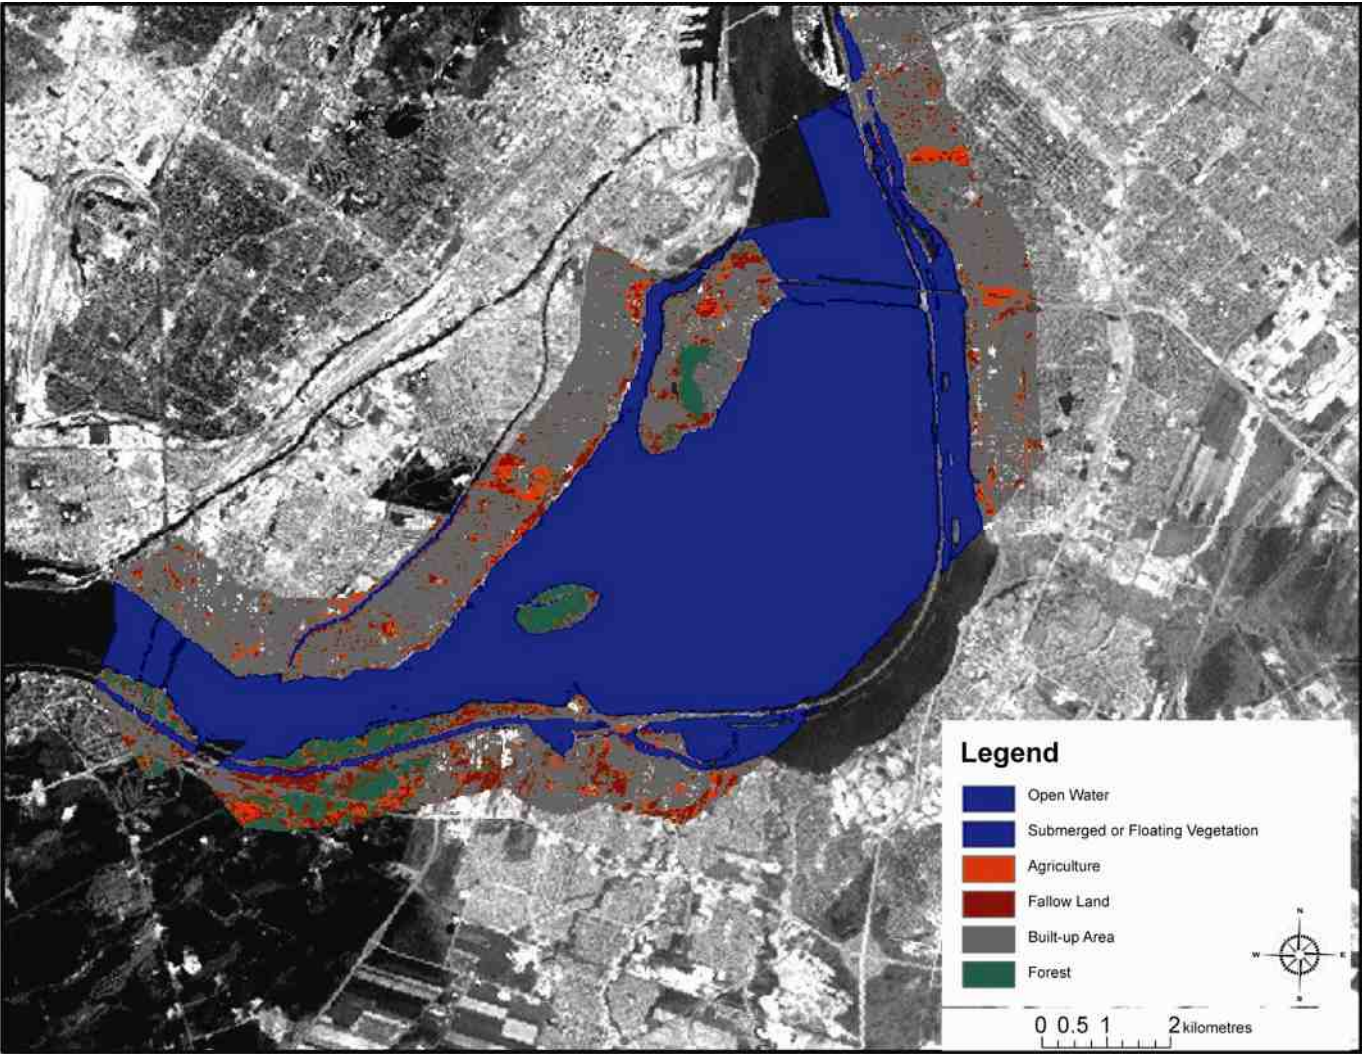 Legend
Open Water
Submerged or Floating Vegetation
Agriculture
Fallow Land
Built-up Area
Forest
N
W E
S
0 0.5 1 2 kilometres